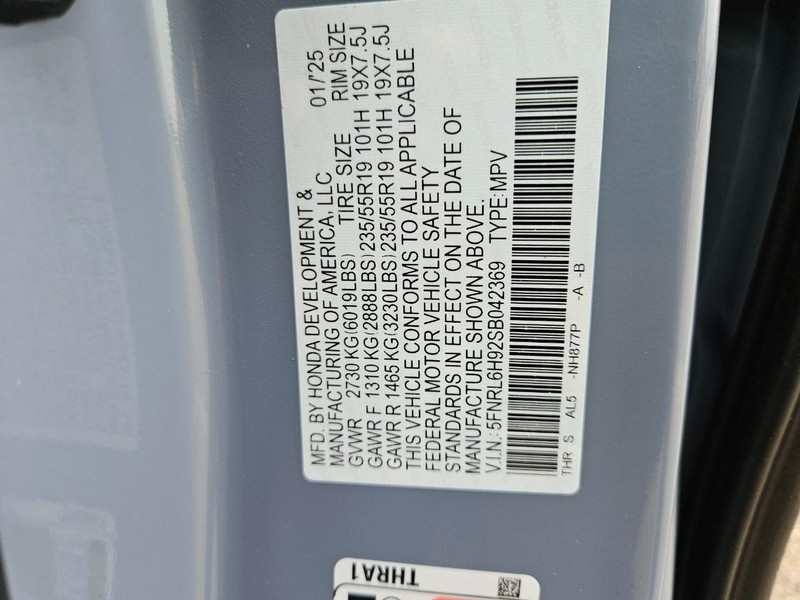 MFD. BY HONDA DEVELOPMENT &
MANUFACTURING OF AMERICA, LLC 01/'25
GVWR 2730 KG(6019LBS) TIRE SIZE RIM SIZE
GAWR F 1310 KG(2888LBS)235/55R19 101H 19X7.5J
GAWR R 1465 KG(3230LBS)235/55R19 101H 19X7.5J
THIS VEHICLE CONFORMS TO ALL APPLICABLE
FEDERAL MOTOR VEHICLE SAFETY
STANDARDS IN EFFECT ON THE DATE OF
MANUFACTURE SHOWN ABOVE.
V.I.N.:5FNRL6H92SB042369 TYPE:MPV
THR S AL5 -NH877P -A -B
THRA1